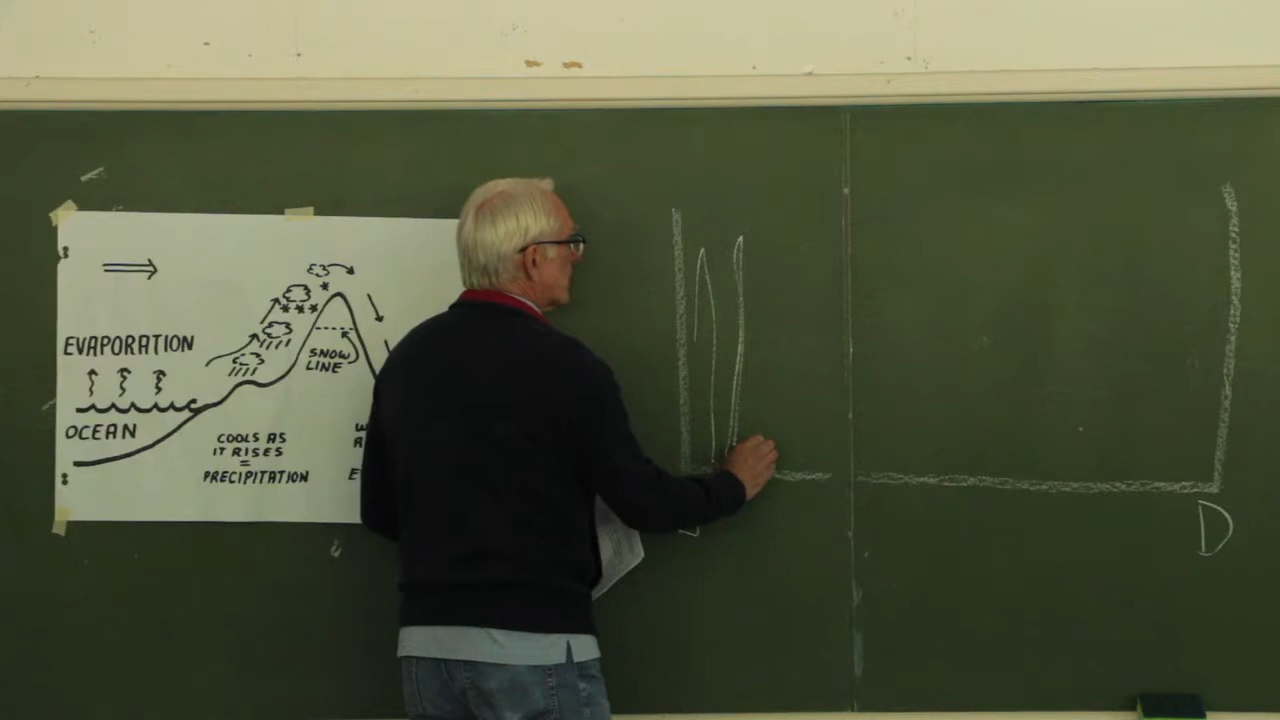 EVAPORATION
SNOW
LINE
OCEAN
COOLS AS
IT RISES
=
PRECIPITATION
D